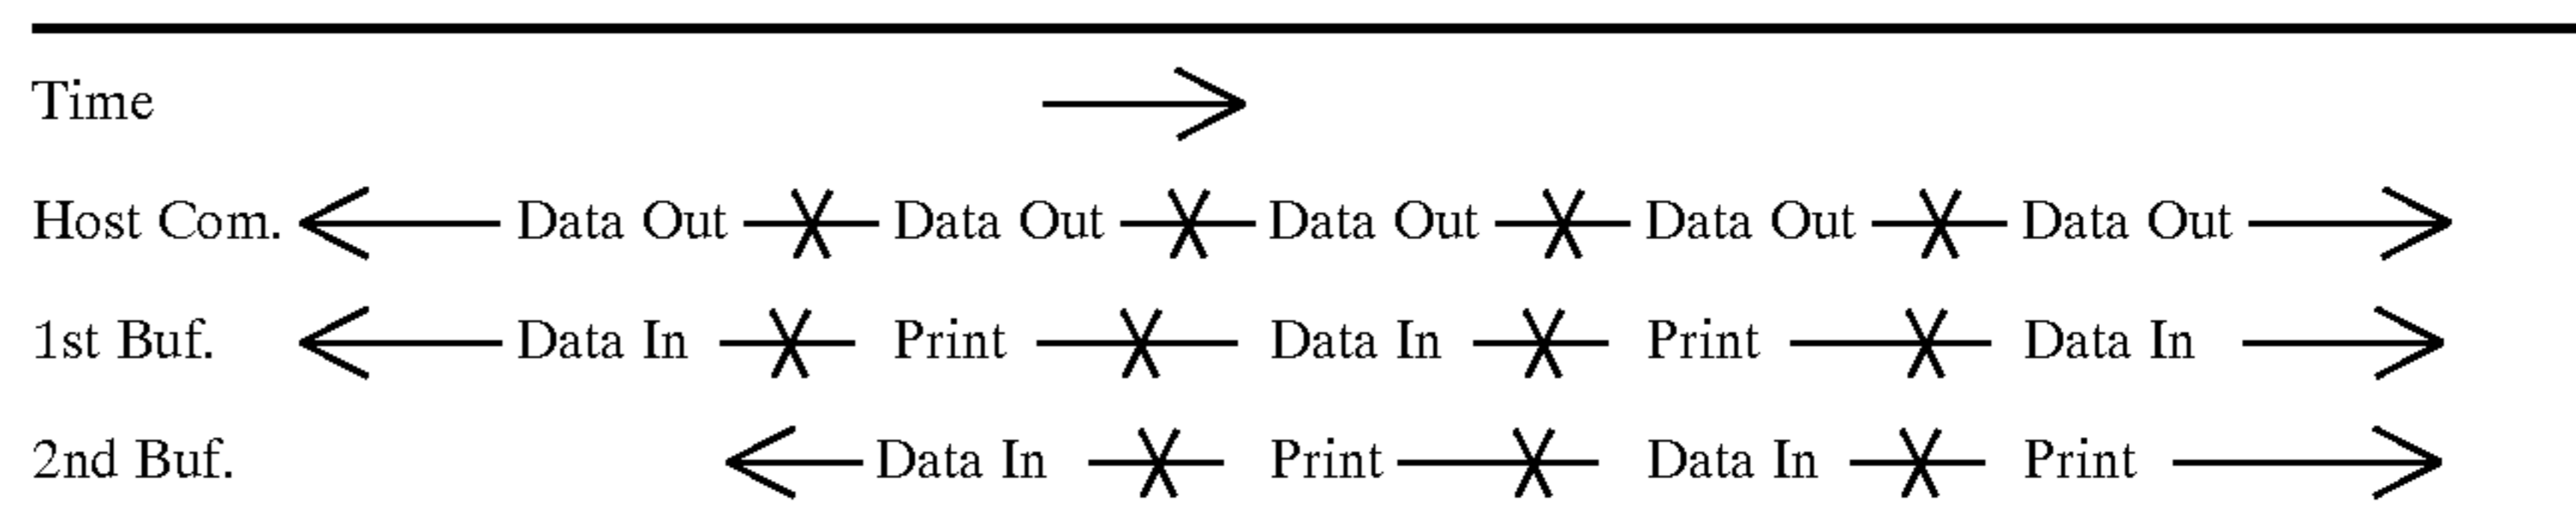 Time
Host Com. Data Out Data Out Data Out Data Out Data Out
1st Buf. Data In Print Data In Print Data In
2nd Buf. Data In Print Data In Print